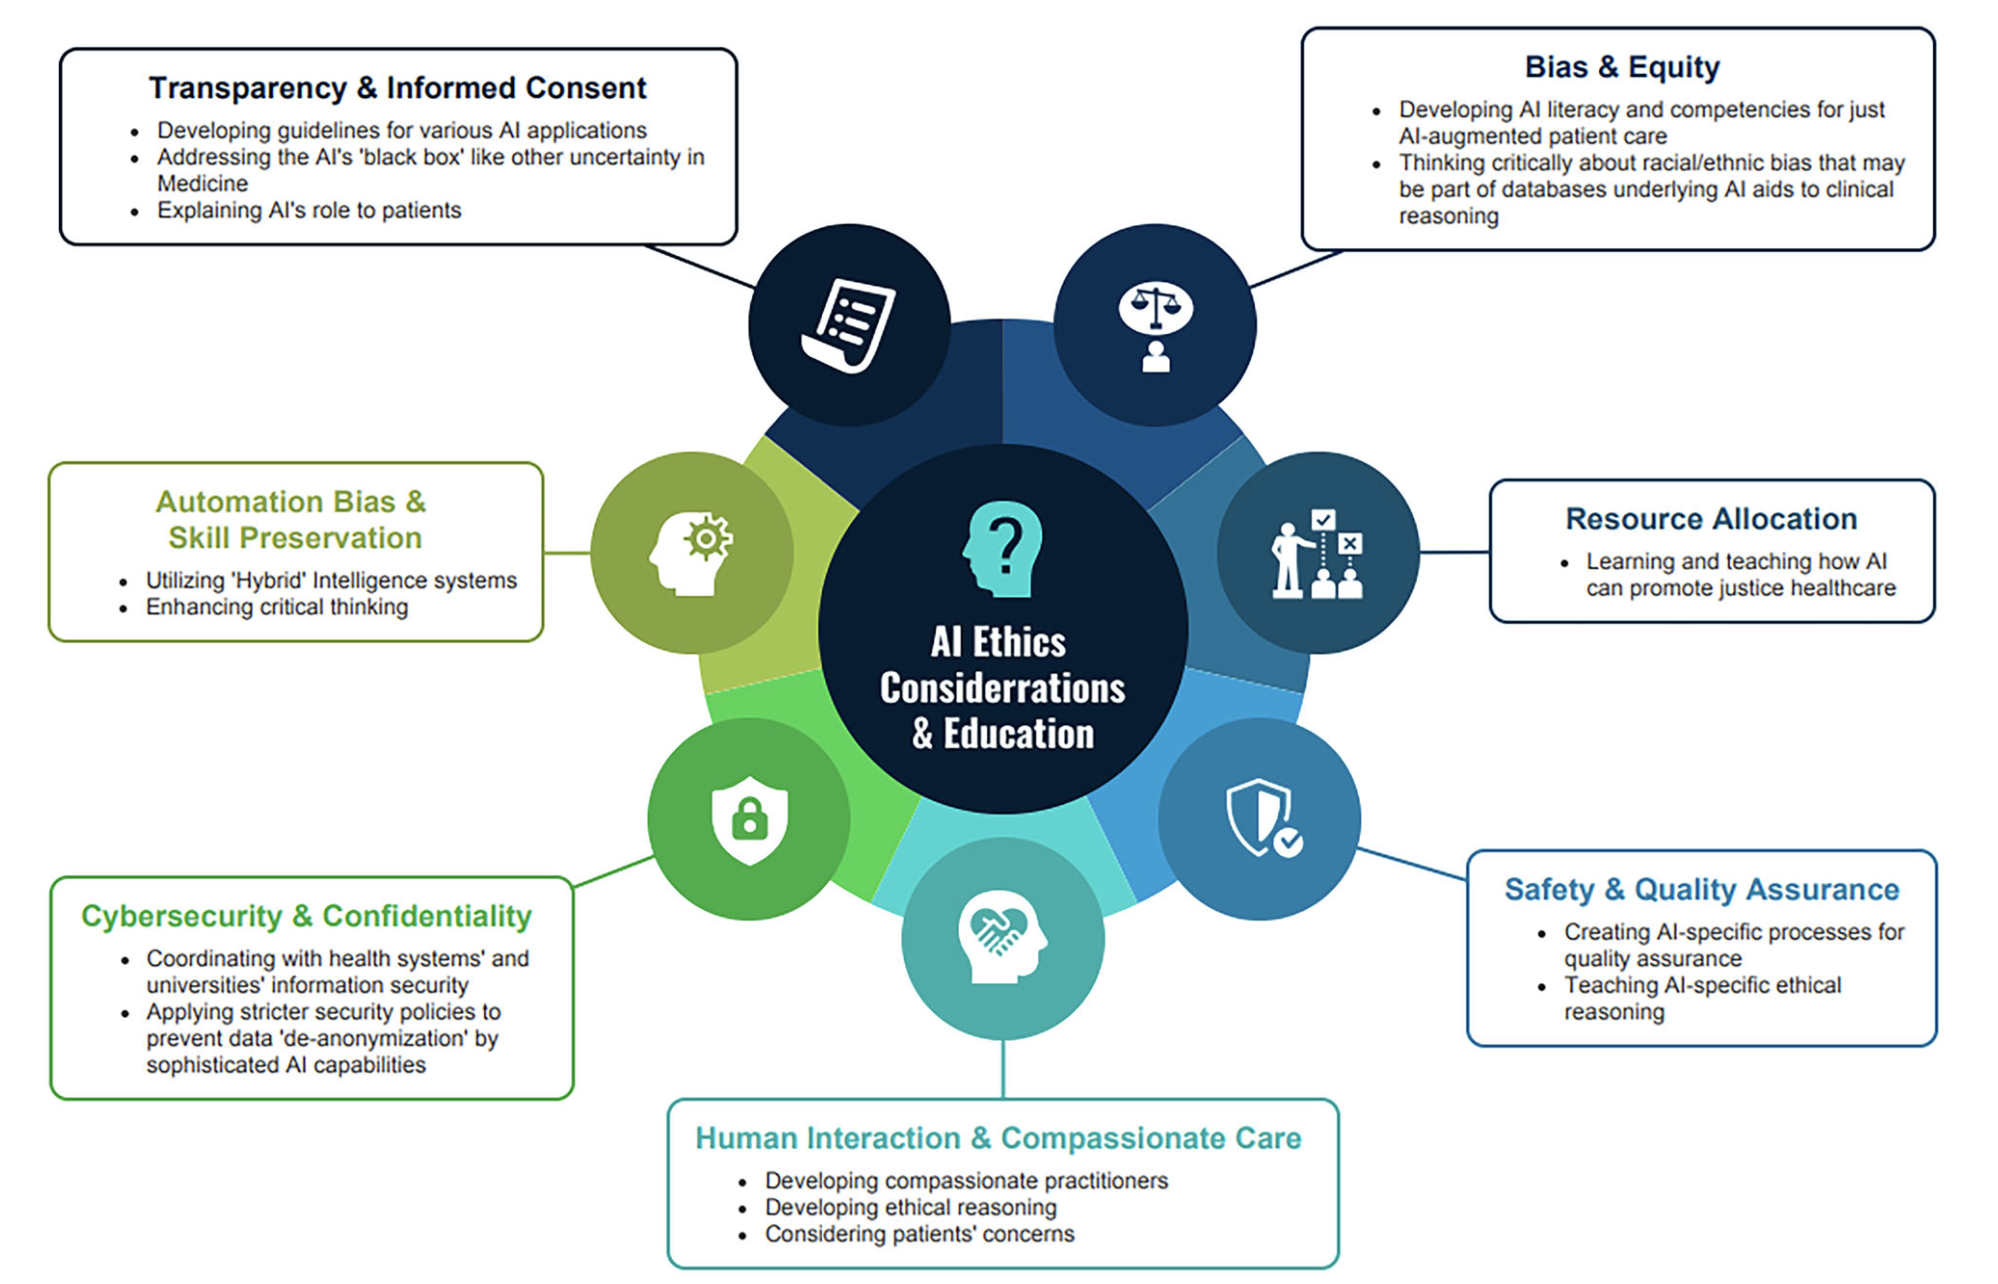 Transparency & Informed Consent
• Developing guidelines for various AI applications
• Addressing the AI's 'black box' like other uncertainty in
Medicine
• Explaining AI's role to patients
Bias & Equity
• Developing AI literacy and competencies for just
AI-augmented patient care
• Thinking critically about racial/ethnic bias that may
be part of databases underlying AI aids to clinical
reasoning
Automation Bias &
Skill Preservation
• Utilizing 'Hybrid' Intelligence systems
• Enhancing critical thinking
?
AI Ethics
Considerrations
& Education
Resource Allocation
• Learning and teaching how AI
can promote justice healthcare
Cybersecurity & Confidentiality
• Coordinating with health systems' and
universities' information security
• Applying stricter security policies to
prevent data 'de-anonymization' by
sophisticated AI capabilities
Safety & Quality Assurance
• Creating AI-specific processes for
quality assurance
• Teaching AI-specific ethical
reasoning
Human Interaction & Compassionate Care
• Developing compassionate practitioners
• Developing ethical reasoning
• Considering patients' concerns